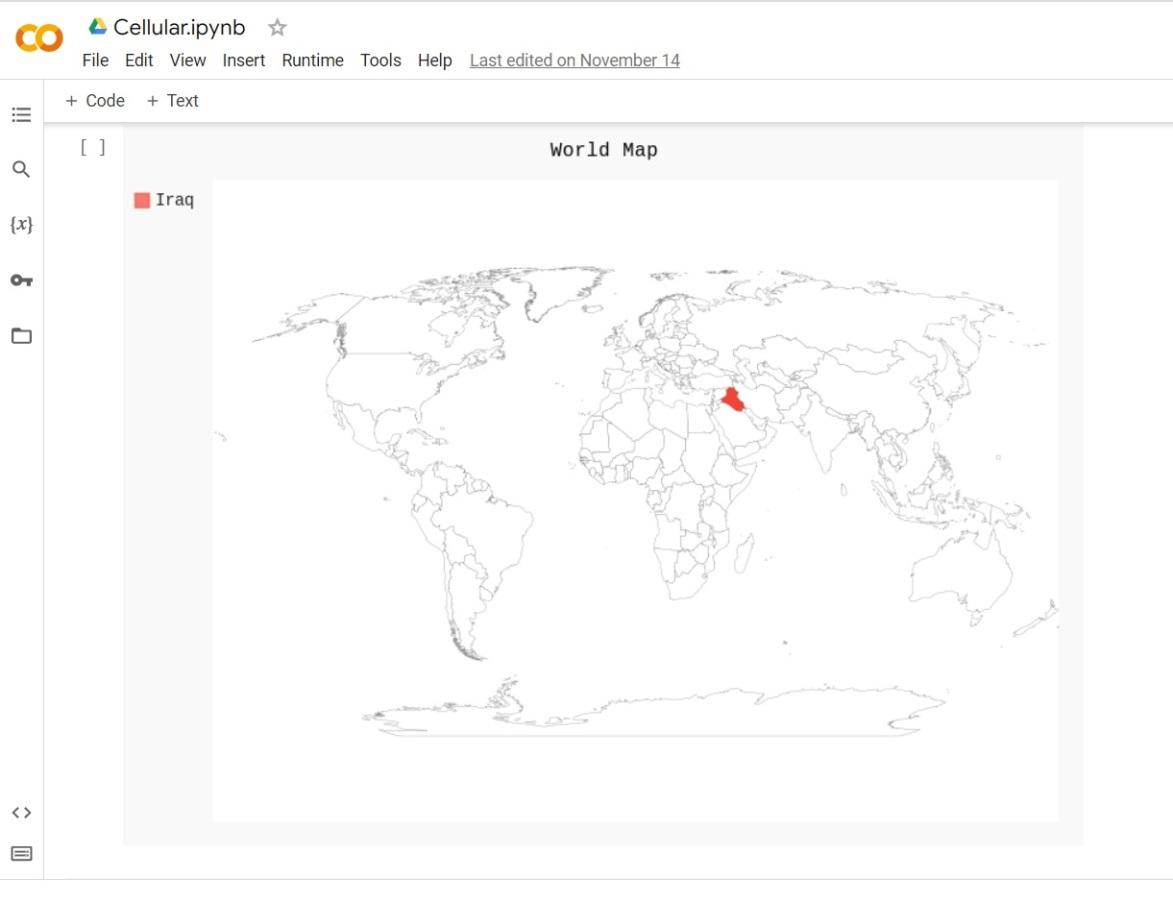 Cellular.ipynb
File Edit View Insert Runtime Tools Help Last edited on November 14
+ Code + Text
[ ]
World Map
Iraq
{x}